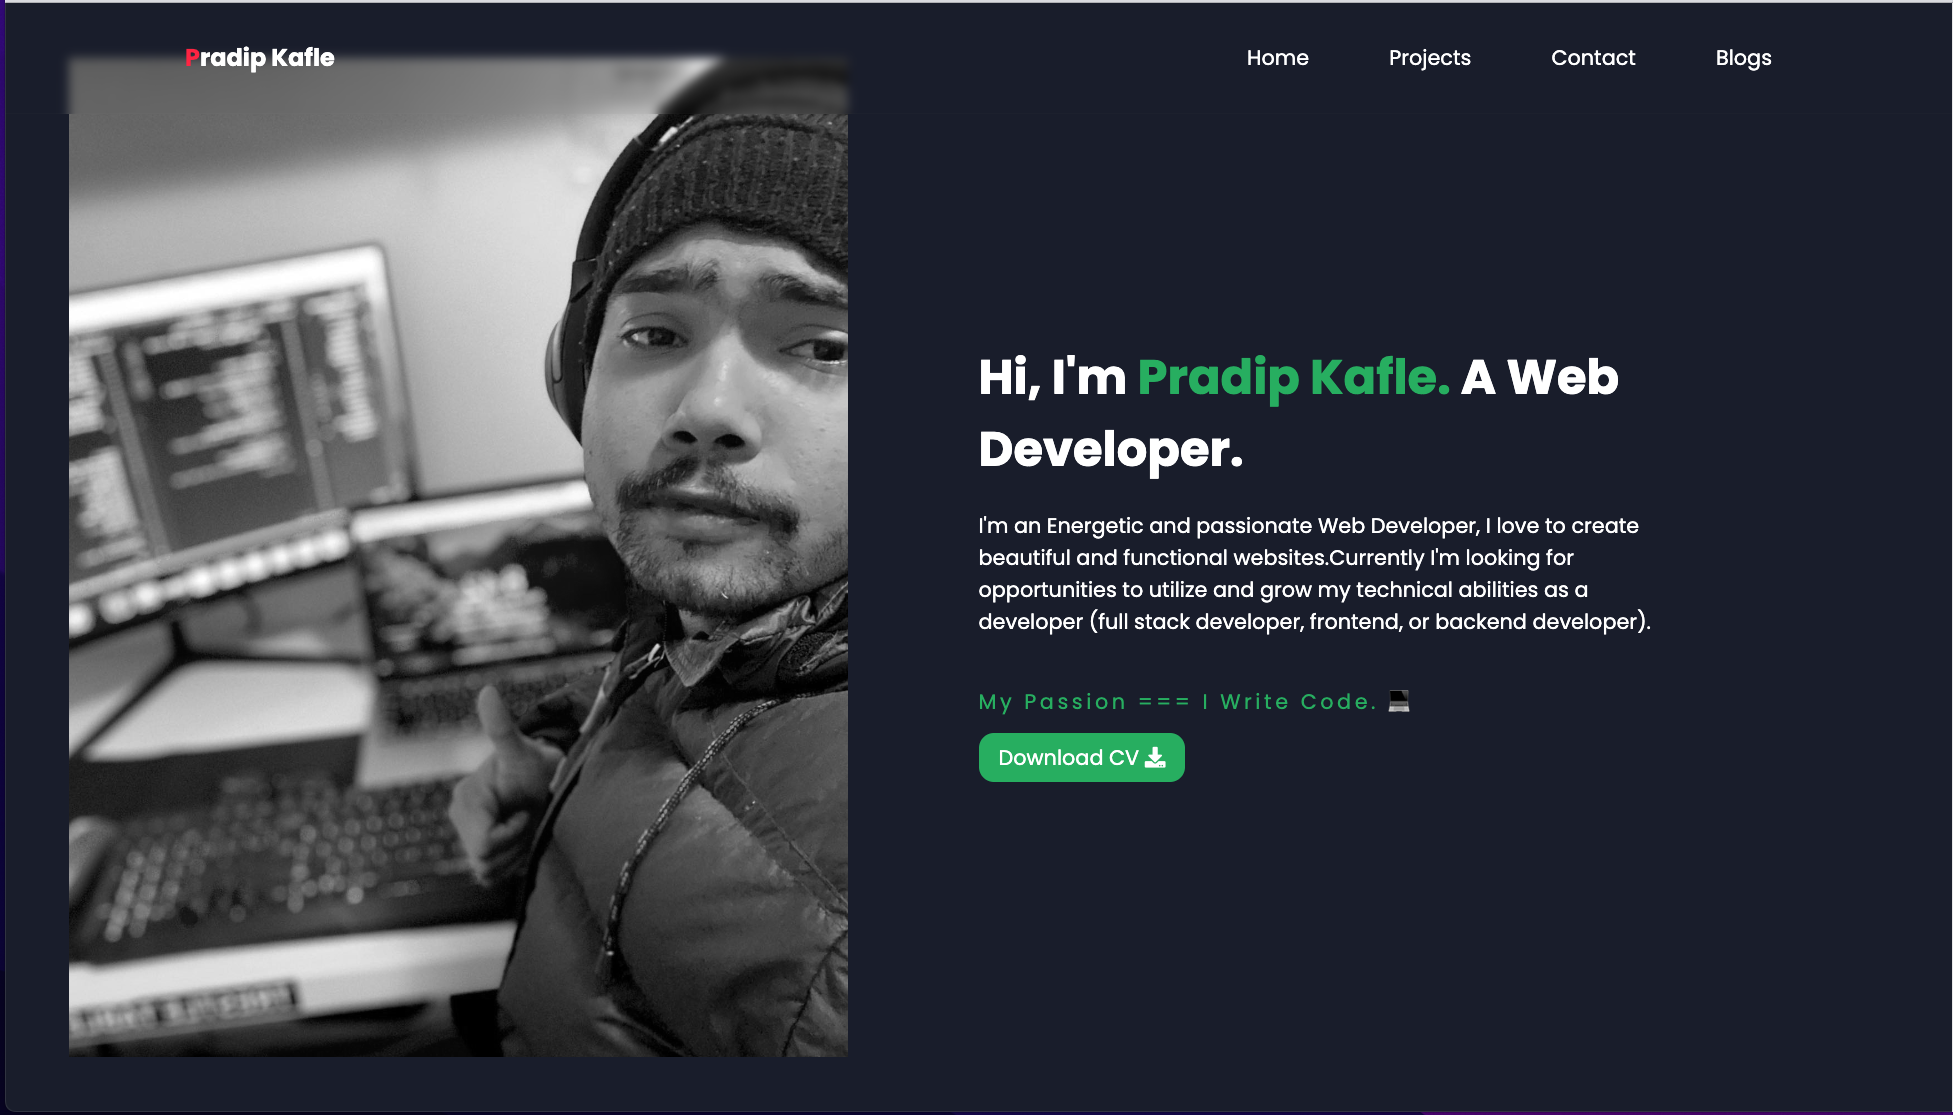 Pradip Kafle
Home Projects Contact Blogs
Hi, I'm Pradip Kafle. A Web
Developer.
I'm an Energetic and passionate Web Developer, I love to create
beautiful and functional websites.Currently I'm looking for
opportunities to utilize and grow my technical abilities as a
developer (full stack developer, frontend, or backend developer).
My Passion === I Write Code. 💻
Download CV